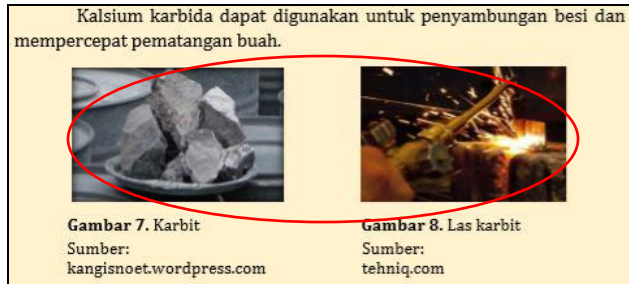 Kalsium karbida dapat digunakan untuk penyambungan besi dan
mempercepat pematangan buah.
Gambar 7. Karbit
Sumber:
kangisnoet.wordpress.com
Gambar 8. Las karbit
Sumber:
tehniq.com